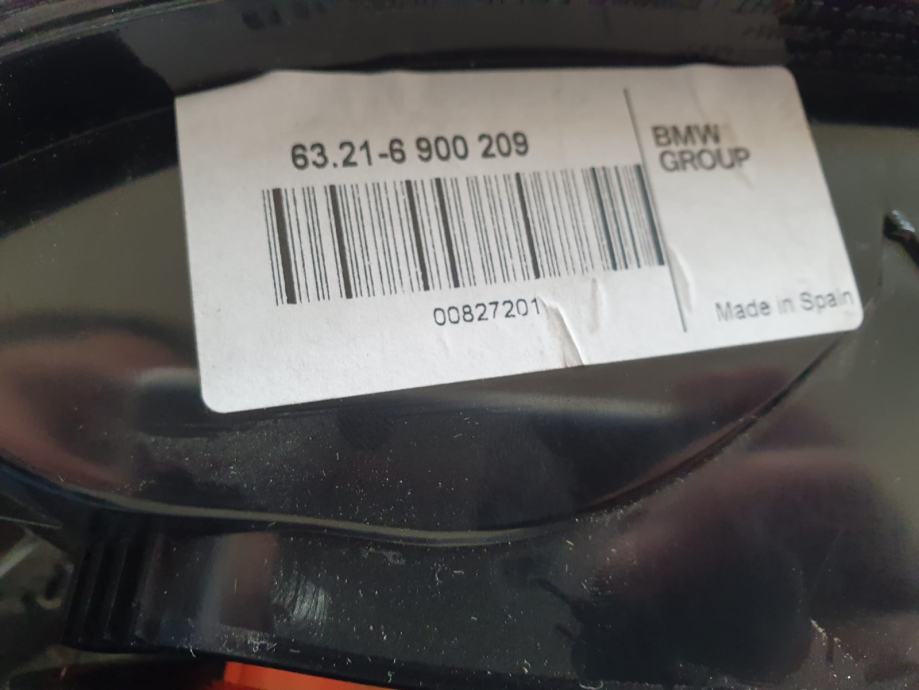 63.21-6 900 209
BMW
GROUP
00827201
Made in Spain